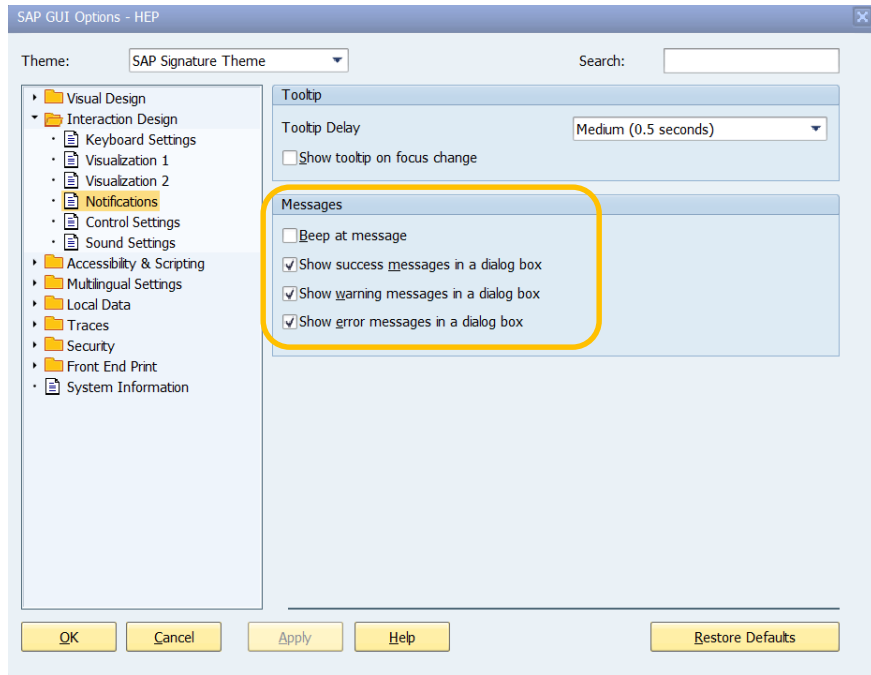 SAP GUI Options - HEP
Theme: SAP Signature Theme Search:
Visual Design
Interaction Design
Keyboard Settings
Visualization 1
Visualization 2
Notifications
Control Settings
Sound Settings
Accessibility & Scripting
Multilingual Settings
Local Data
Traces
Security
Front End Print
System Information
Tooltip
Tooltip Delay Medium (0.5 seconds)
Show tooltip on focus change
Messages
Beep at message
Show success messages in a dialog box
Show warning messages in a dialog box
Show error messages in a dialog box
OK Cancel Apply Help Restore Defaults